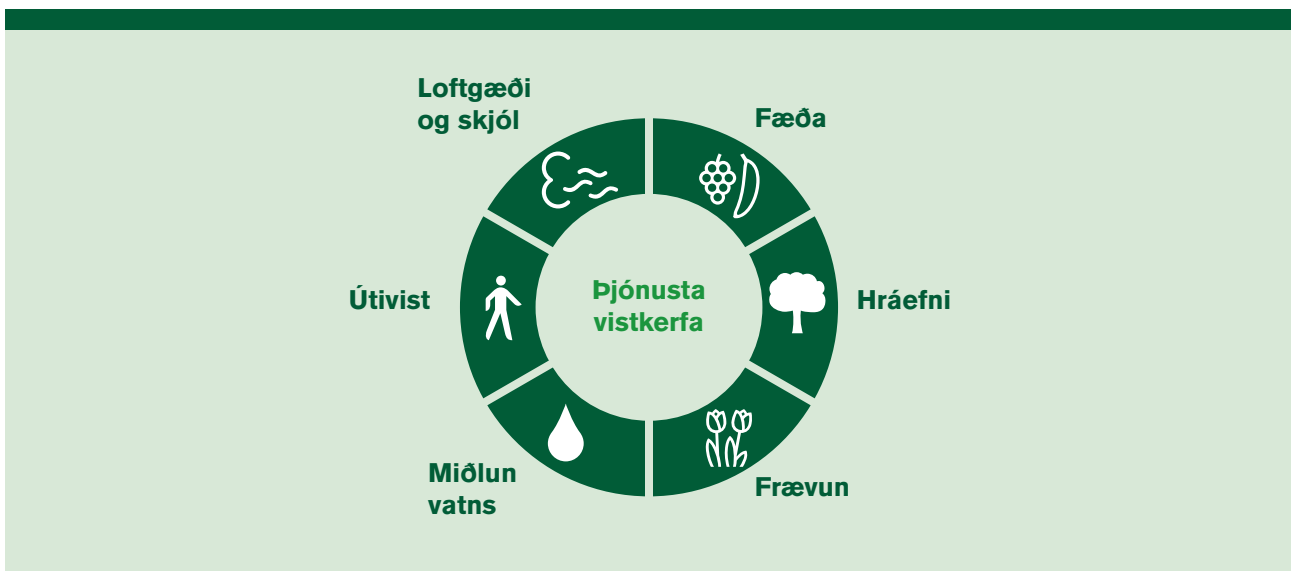 Loftgæði
og skjól
Fæða
Útivist
Þjónusta
vistkerfa
Hráefni
Miðlun
vatns
Frævun